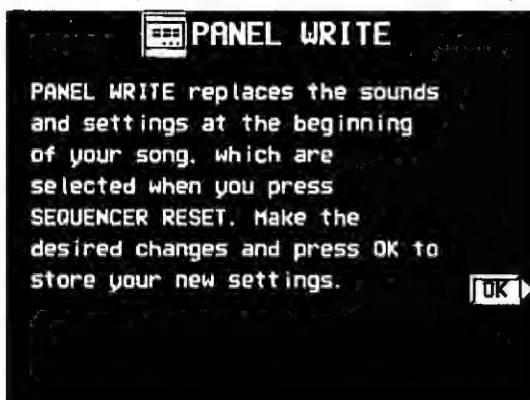 PANEL WRITE
PANEL WRITE replaces the sounds
and settings at the beginning
of your song, which are
selected when you press
SEQUENCER RESET. Make the
desired changes and press OK to
store your new settings.
OK